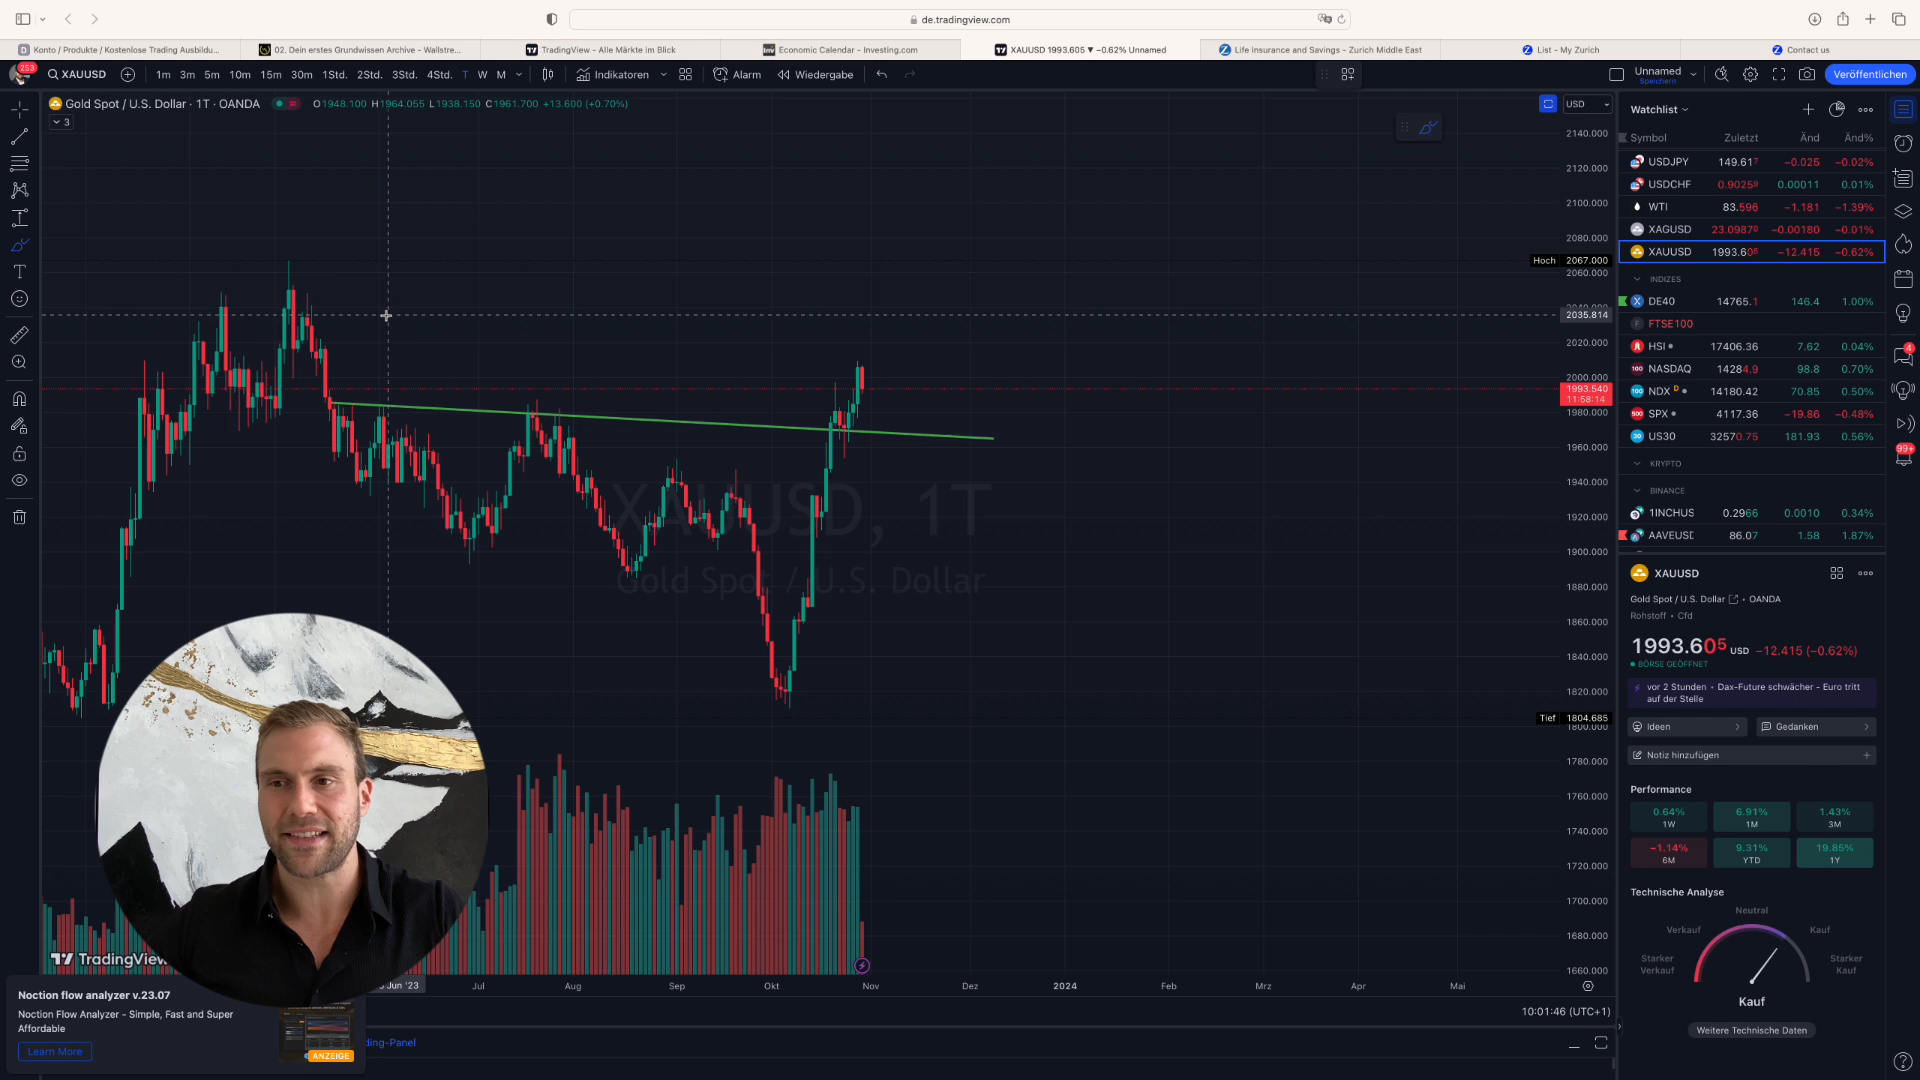 de.tradingview.com
Konto / Produkte / Kostenlose Trading Ausbildu...
02. Dein erstes Grundwissen Archive - Wallstre...
TradingView - Alle Märkte im Blick
Economic Calendar - Investing.com
XAUUSD 1993.605 ▼ −0.62% Unnamed
Life Insurance and Savings - Zurich Middle East
List - My Zurich
Contact us
253
XAUUSD
1m 3m 5m 10m 15m 30m 1Std. 2Std. 3Std. 4Std. T W M
Indikatoren
Alarm
Wiedergabe
Unnamed
Speichern
Veröffentlichen
Gold Spot / U.S. Dollar · 1T · OANDA
O1948.100 H1964.055 L1938.150 C1961.700 +13.600 (+0.70%)
3
USD
2140.000
2120.000
2100.000
2080.000
Hoch 2067.000
2060.000
2040.000
2035.814
2020.000
2000.000
1993.540
11:58:14
1980.000
1960.000
1940.000
1920.000
1900.000
1880.000
1860.000
1840.000
1820.000
Tief 1804.685
1800.000
1780.000
1760.000
1740.000
1720.000
1700.000
1680.000
1660.000
XAUUSD, 1T
Gold Spot / U.S. Dollar
TradingView
Jun '23 Jul Aug Sep Okt Nov Dez 2024 Feb Mrz Apr Mai
10:01:46 (UTC+1)
ding-Panel
Noction flow analyzer v.23.07
Noction Flow Analyzer - Simple, Fast and Super
Affordable
Learn More
ANZEIGE
Watchlist
Symbol Zuletzt Änd Änd%
USDJPY 149.617 −0.025 −0.02%
USDCHF 0.90259 0.00011 0.01%
WTI 83.596 −1.181 −1.39%
XAGUSD 23.09870 −0.00180 −0.01%
XAUUSD 1993.605 −12.415 −0.62%
INDIZES
DE40 14765.1 146.4 1.00%
FTSE100
HSI 17406.36 7.62 0.04%
NASDAQ 14284.9 98.8 0.70%
NDX D 14180.42 70.85 0.50%
SPX 4117.36 −19.86 −0.48%
US30 32570.75 181.93 0.56%
KRYPTO
BINANCE
1INCHUS 0.2966 0.0010 0.34%
AAVEUSD 86.07 1.58 1.87%
XAUUSD
Gold Spot / U.S. Dollar • OANDA
Rohstoff • Cfd
1993.605 USD −12.415 (−0.62%)
BÖRSE GEÖFFNET
vor 2 Stunden • Dax-Future schwächer - Euro tritt
auf der Stelle
Ideen
Gedanken
Notiz hinzufügen
Performance
0.64% 6.91% 1.43%
1W 1M 3M
−1.14% 9.31% 19.85%
6M YTD 1Y
Technische Analyse
Neutral
Verkauf Kauf
Starker Verkauf
Starker Kauf
Kauf
Weitere Technische Daten
4
99+